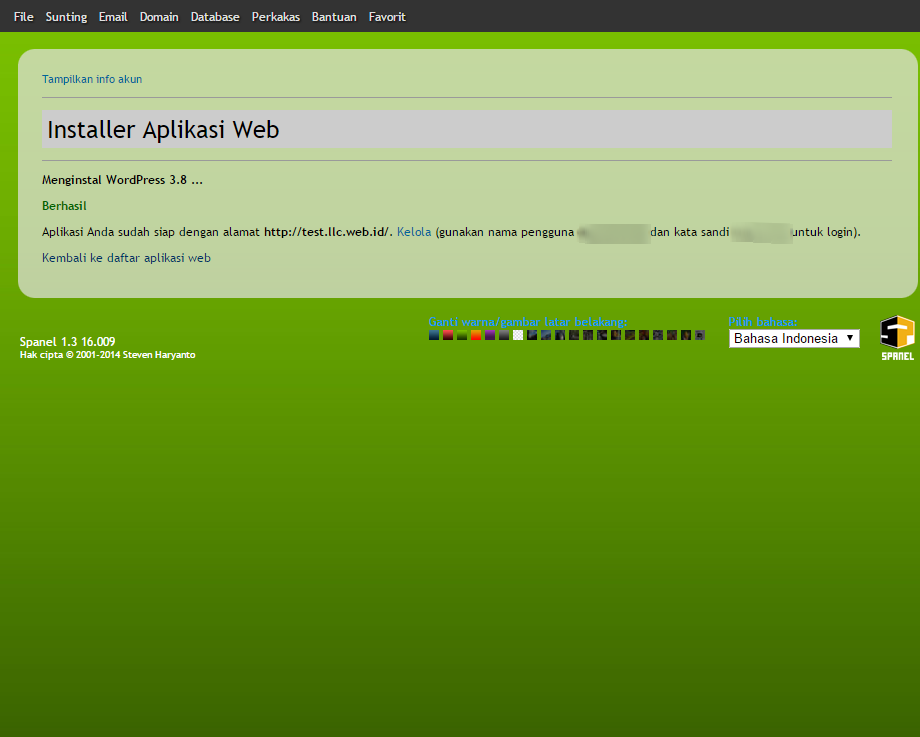 File Sunting Email Domain Database Perkakas Bantuan Favorit
Tampilkan info akun
Installer Aplikasi Web
Menginstal WordPress 3.8 ...
Berhasil
Aplikasi Anda sudah siap dengan alamat http://test.llc.web.id/. Kelola (gunakan nama pengguna dan kata sandi untuk login).
Kembali ke daftar aplikasi web
Ganti warna/gambar latar belakang:
Pilih bahasa:
Bahasa Indonesia
Spanel 1.3 16.009
Hak cipta © 2001-2014 Steven Haryanto
SPANEL